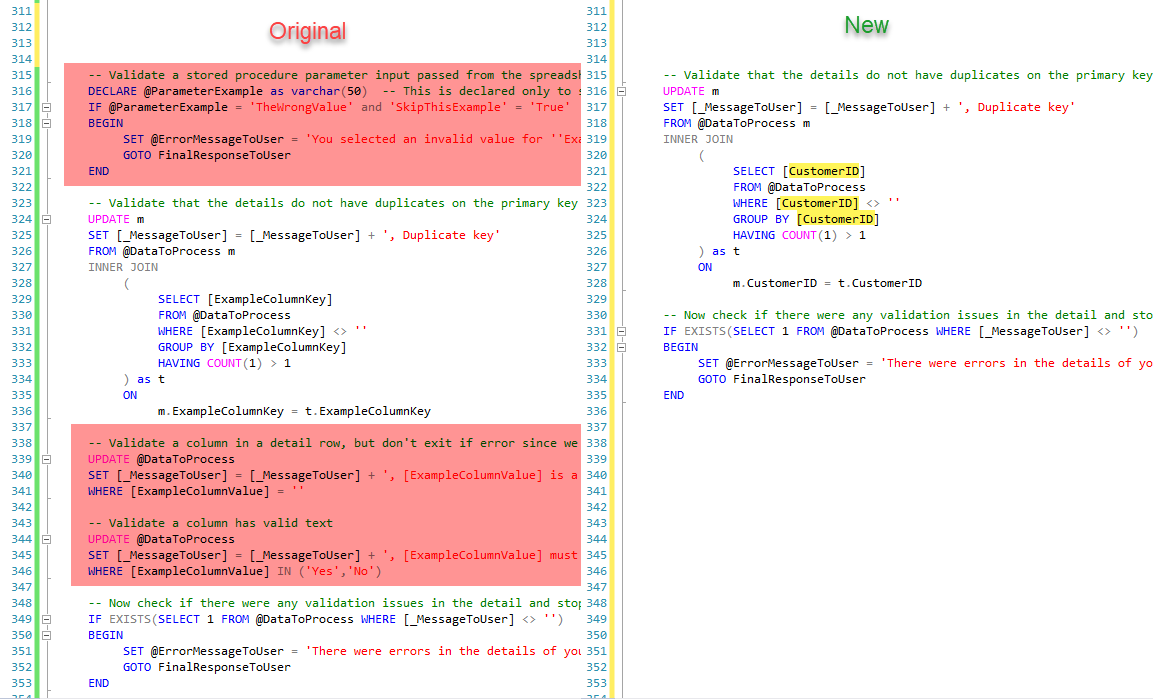 Original
311
312
313
314
315 -- Validate a stored procedure parameter input passed from the
316 DECLARE @ParameterExample as varchar(50) -- This is declared only to
317 IF @ParameterExample = 'TheWrongValue' and 'SkipThisExample' = 'True'
318 BEGIN
319 SET @ErrorMessageToUser = 'You selected an invalid value for
320 GOTO FinalResponseToUser
321 END
322
323 -- Validate that the details do not have duplicates on the primary key
324 UPDATE m
325 SET [_MessageToUser] = [_MessageToUser] + ', Duplicate key'
326 FROM @DataToProcess m
327 INNER JOIN
328 (
329 SELECT [ExampleColumnKey]
330 FROM @DataToProcess
331 WHERE [ExampleColumnKey] <> ''
332 GROUP BY [ExampleColumnKey]
333 HAVING COUNT(1) > 1
334 ) as t
335 ON
336 m.ExampleColumnKey = t.ExampleColumnKey
337
338 -- Validate a column in a detail row, but don't exit if error since we
339 UPDATE @DataToProcess
340 SET [_MessageToUser] = [_MessageToUser] + ', [ExampleColumnValue] is a
341 WHERE [ExampleColumnValue] = ''
342
343 -- Validate a column has valid text
344 UPDATE @DataToProcess
345 SET [_MessageToUser] = [_MessageToUser] + ', [ExampleColumnValue] must
346 WHERE [ExampleColumnValue] IN ('Yes','No')
347
348 -- Now check if there were any validation issues in the detail and
349 IF EXISTS(SELECT 1 FROM @DataToProcess WHERE [_MessageToUser] <> '')
350 BEGIN
351 SET @ErrorMessageToUser = 'There were errors in the details of
352 GOTO FinalResponseToUser
353 END
New
311
312
313
314
315 -- Validate that the details do not have duplicates on the primary key
316 UPDATE m
317 SET [_MessageToUser] = [_MessageToUser] + ', Duplicate key'
318 FROM @DataToProcess m
319 INNER JOIN
320 (
321 SELECT [CustomerID]
322 FROM @DataToProcess
323 WHERE [CustomerID] <> ''
324 GROUP BY [CustomerID]
325 HAVING COUNT(1) > 1
326 ) as t
327 ON
328 m.CustomerID = t.CustomerID
329
330 -- Now check if there were any validation issues in the detail and sto
331 IF EXISTS(SELECT 1 FROM @DataToProcess WHERE [_MessageToUser] <> '')
332 BEGIN
333 SET @ErrorMessageToUser = 'There were errors in the details of yo
334 GOTO FinalResponseToUser
335 END
336
337
338
339
340
341
342
343
344
345
346
347
348
349
350
351
352
353